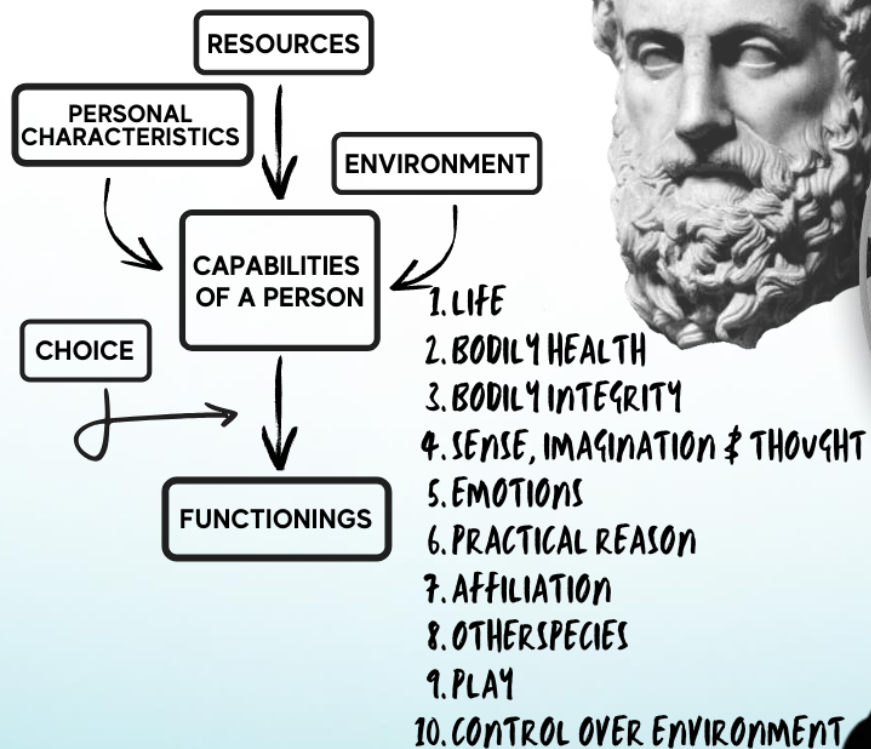 RESOURCES
PERSONAL
CHARACTERISTICS
ENVIRONMENT
CAPABILITIES
OF A PERSON
CHOICE
FUNCTIONINGS
1. LIFE
2. BODILY HEALTH
3. BODILY INTEGRITY
4. SENSE, IMAGINATION & THOUGHT
5. EMOTIONS
6. PRACTICAL REASON
7. AFFILIATION
8. OTHERSPECIES
9. PLAY
10. CONTROL OVER ENVIRONMENT